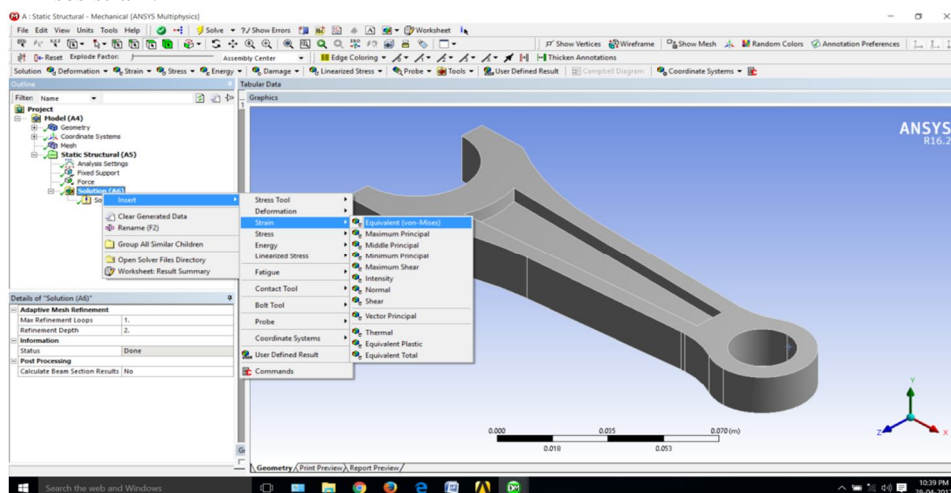 A : Static Structural - Mechanical [ANSYS Multiphysics]
File Edit View Units Tools Help Solve ?/ Show Errors Worksheet
Show Vertices Wireframe Show Mesh Random Colors Annotation Preferences
Reset Explode Factor: Assembly Center Edge Coloring Thicken Annotations
Solution Deformation Strain Stress Energy Damage Linearized Stress Probe Tools User Defined Result Campbell Diagram Coordinate Systems
Outline
Filter: Name
Project
Model (A4)
Geometry
Coordinate Systems
Mesh
Static Structural (A5)
Analysis Settings
Fixed Support
Force
Solution (A6)
So
Insert
Clear Generated Data
Rename (F2)
Group All Similar Children
Open Solver Files Directory
Worksheet: Result Summary
Stress Tool
Deformation
Strain
Stress
Energy
Linearized Stress
Fatigue
Contact Tool
Bolt Tool
Probe
Coordinate Systems
User Defined Result
Commands
Equivalent (von-Mises)
Maximum Principal
Middle Principal
Minimum Principal
Maximum Shear
Intensity
Normal
Shear
Vector Principal
Thermal
Equivalent Plastic
Equivalent Total
Details of "Solution (A6)"
Adaptive Mesh Refinement
Max Refinement Loops 1.
Refinement Depth 2.
Information
Status Done
Post Processing
Calculate Beam Section Results No
Tabular Data
Graphics
1
ANSYS
R16.2
0.000 0.035 0.070 (m)
0.018 0.053
Y
Z X
Geometry Print Preview Report Preview
Search the web and Windows
10:39 PM